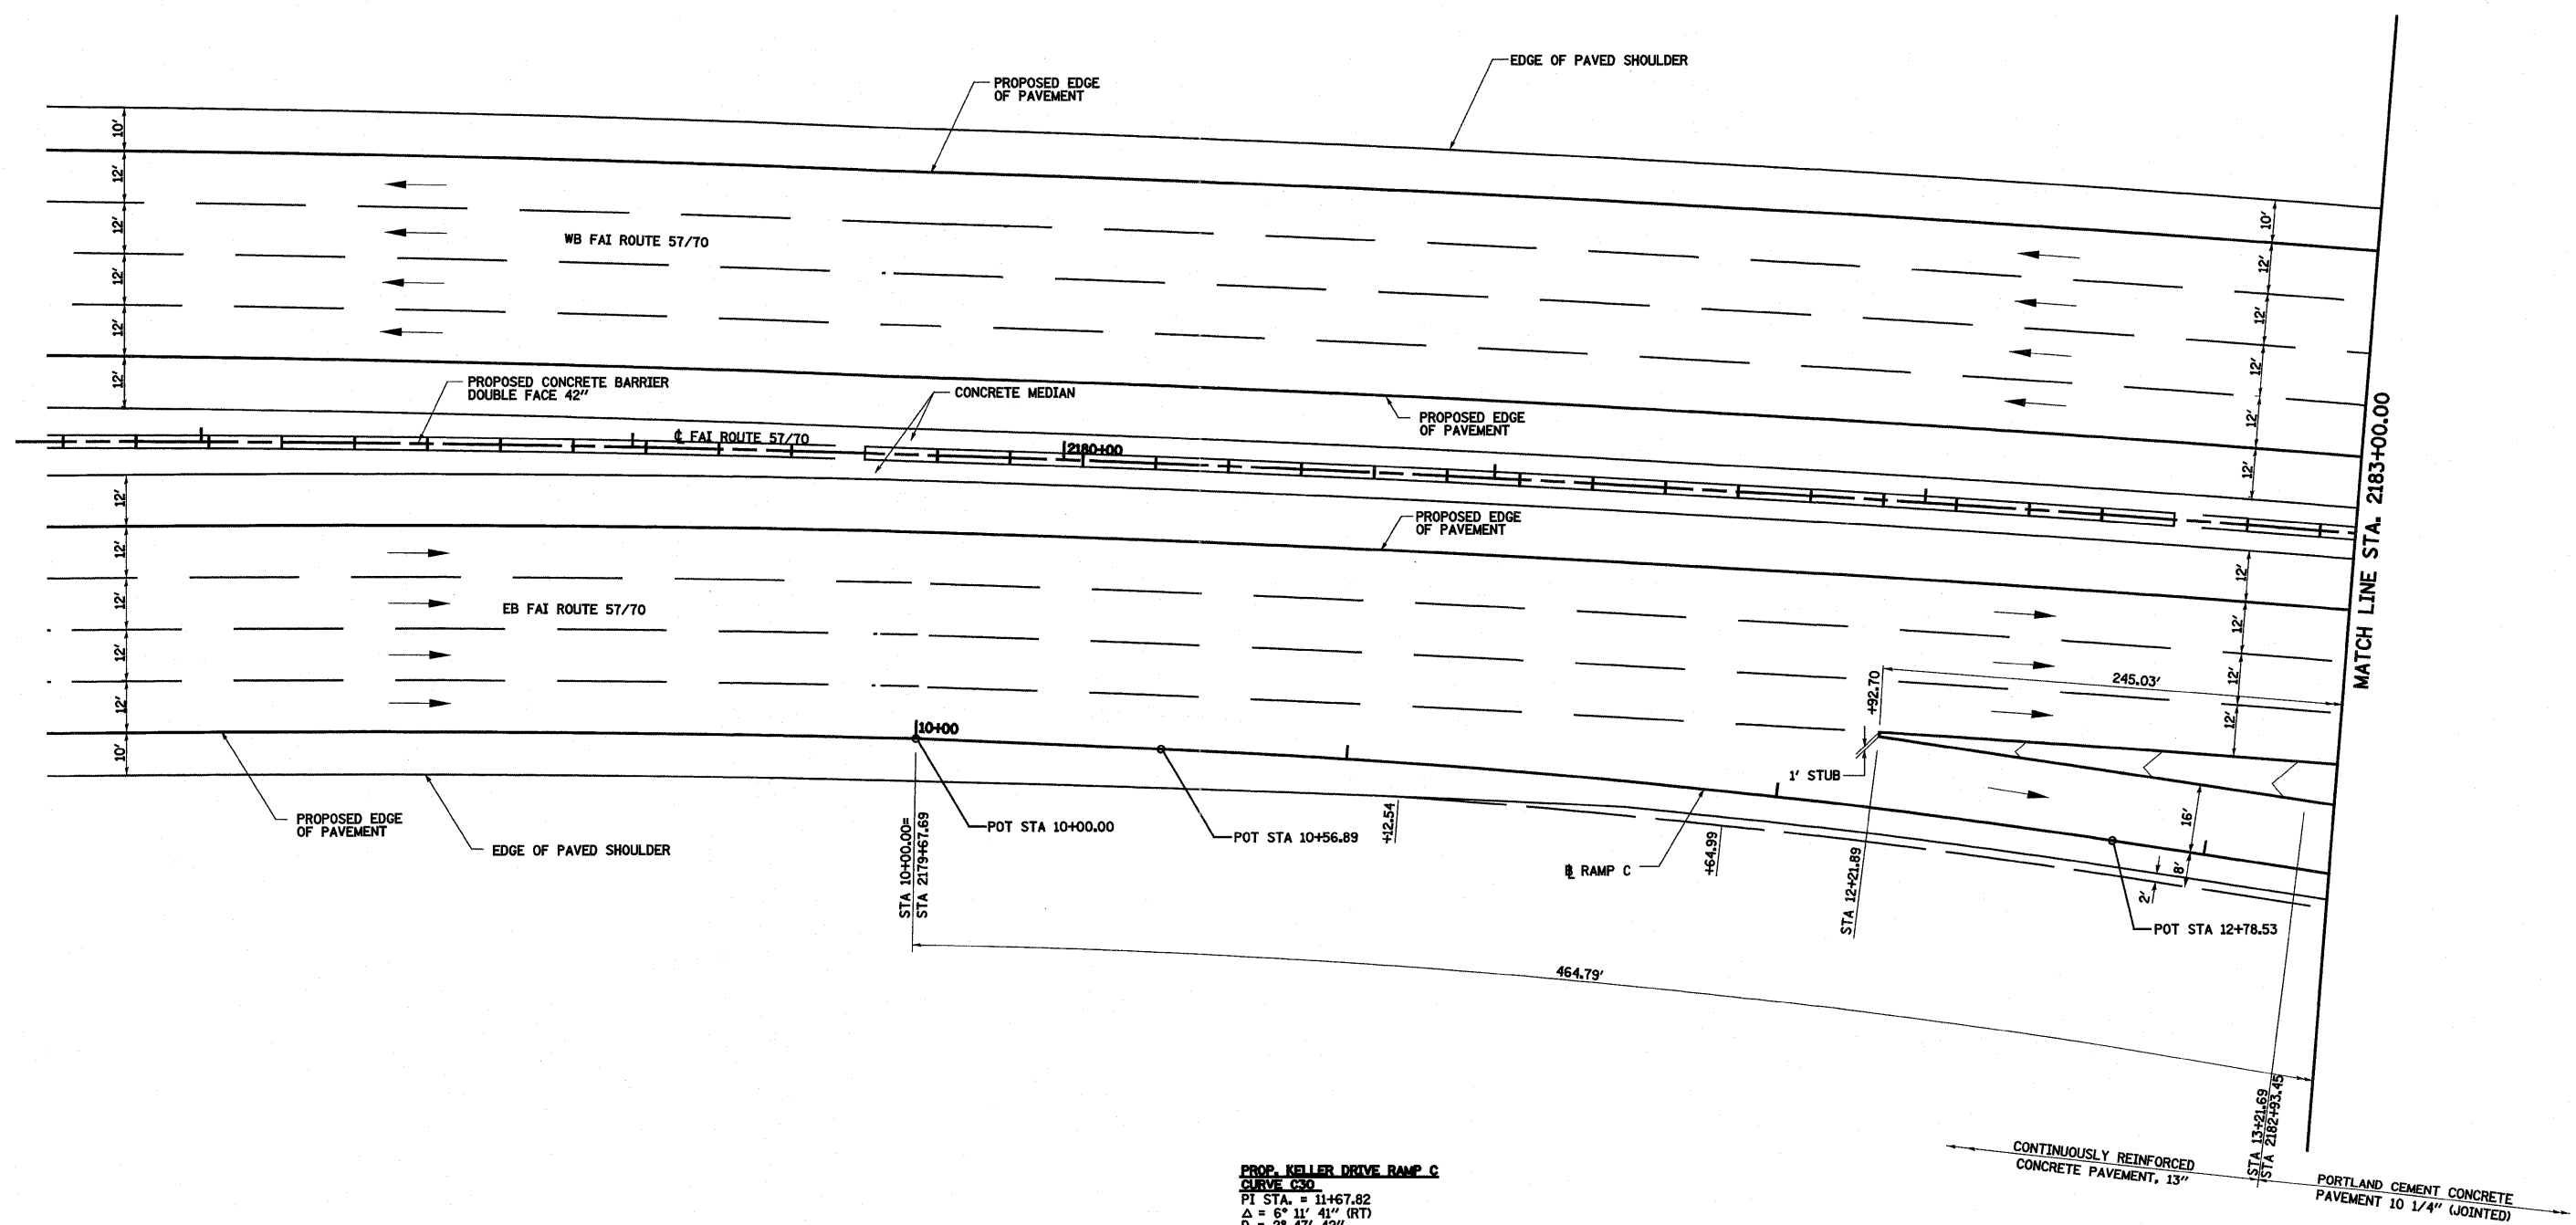 EDGE OF PAVED SHOULDER
PROPOSED EDGE
OF PAVEMENT
10'
12'
12'
12'
12'
12'
WB FAI ROUTE 57/70
10'
12'
12'
12'
12'
12'
PROPOSED CONCRETE BARRIER
DOUBLE FACE 42"
CONCRETE MEDIAN
PROPOSED EDGE
OF PAVEMENT
℄ FAI ROUTE 57/70
2180+00
MATCH LINE STA. 2183+00.00
PROPOSED EDGE
OF PAVEMENT
12'
12'
12'
12'
12'
10'
EB FAI ROUTE 57/70
12'
12'
12'
12'
245.03'
+92.70
10+00
1' STUB
PROPOSED EDGE
OF PAVEMENT
EDGE OF PAVED SHOULDER
STA 10+00.00=
STA 2179+67.69
POT STA 10+00.00
POT STA 10+56.89
+12.54
+64.99
℄ RAMP C
STA 12+21.89
16'
8'
2'
POT STA 12+78.53
464.79'
STA 13+21.69
STA 2182+93.45
CONTINUOUSLY REINFORCED
CONCRETE PAVEMENT, 13"
PORTLAND CEMENT CONCRETE
PAVEMENT 10 1/4" (JOINTED)
PROP. KELLER DRIVE RAMP C
CURVE C30
PI STA. = 11+67.82
Δ = 6° 11' 41" (RT)